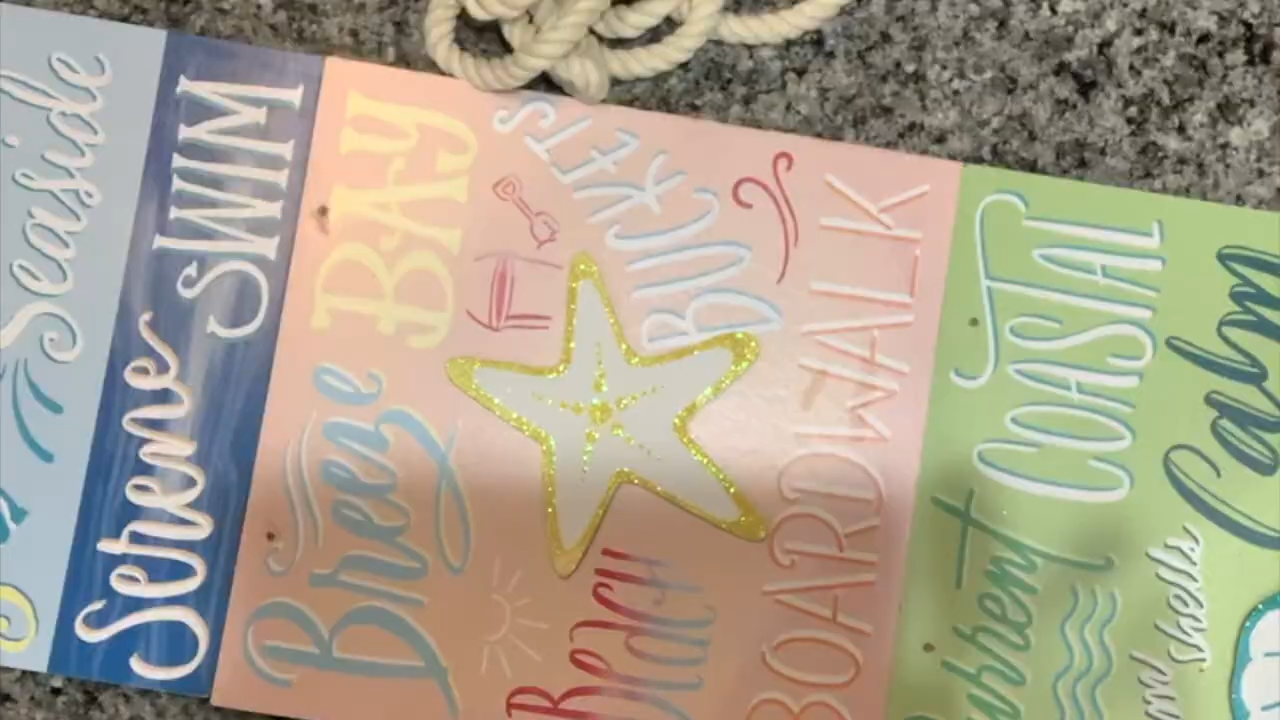 Seaside
Serene SWIM
Breeze BAY
BEACH BUCKETS
BOARDWALK
Current COASTAL
shells Calm